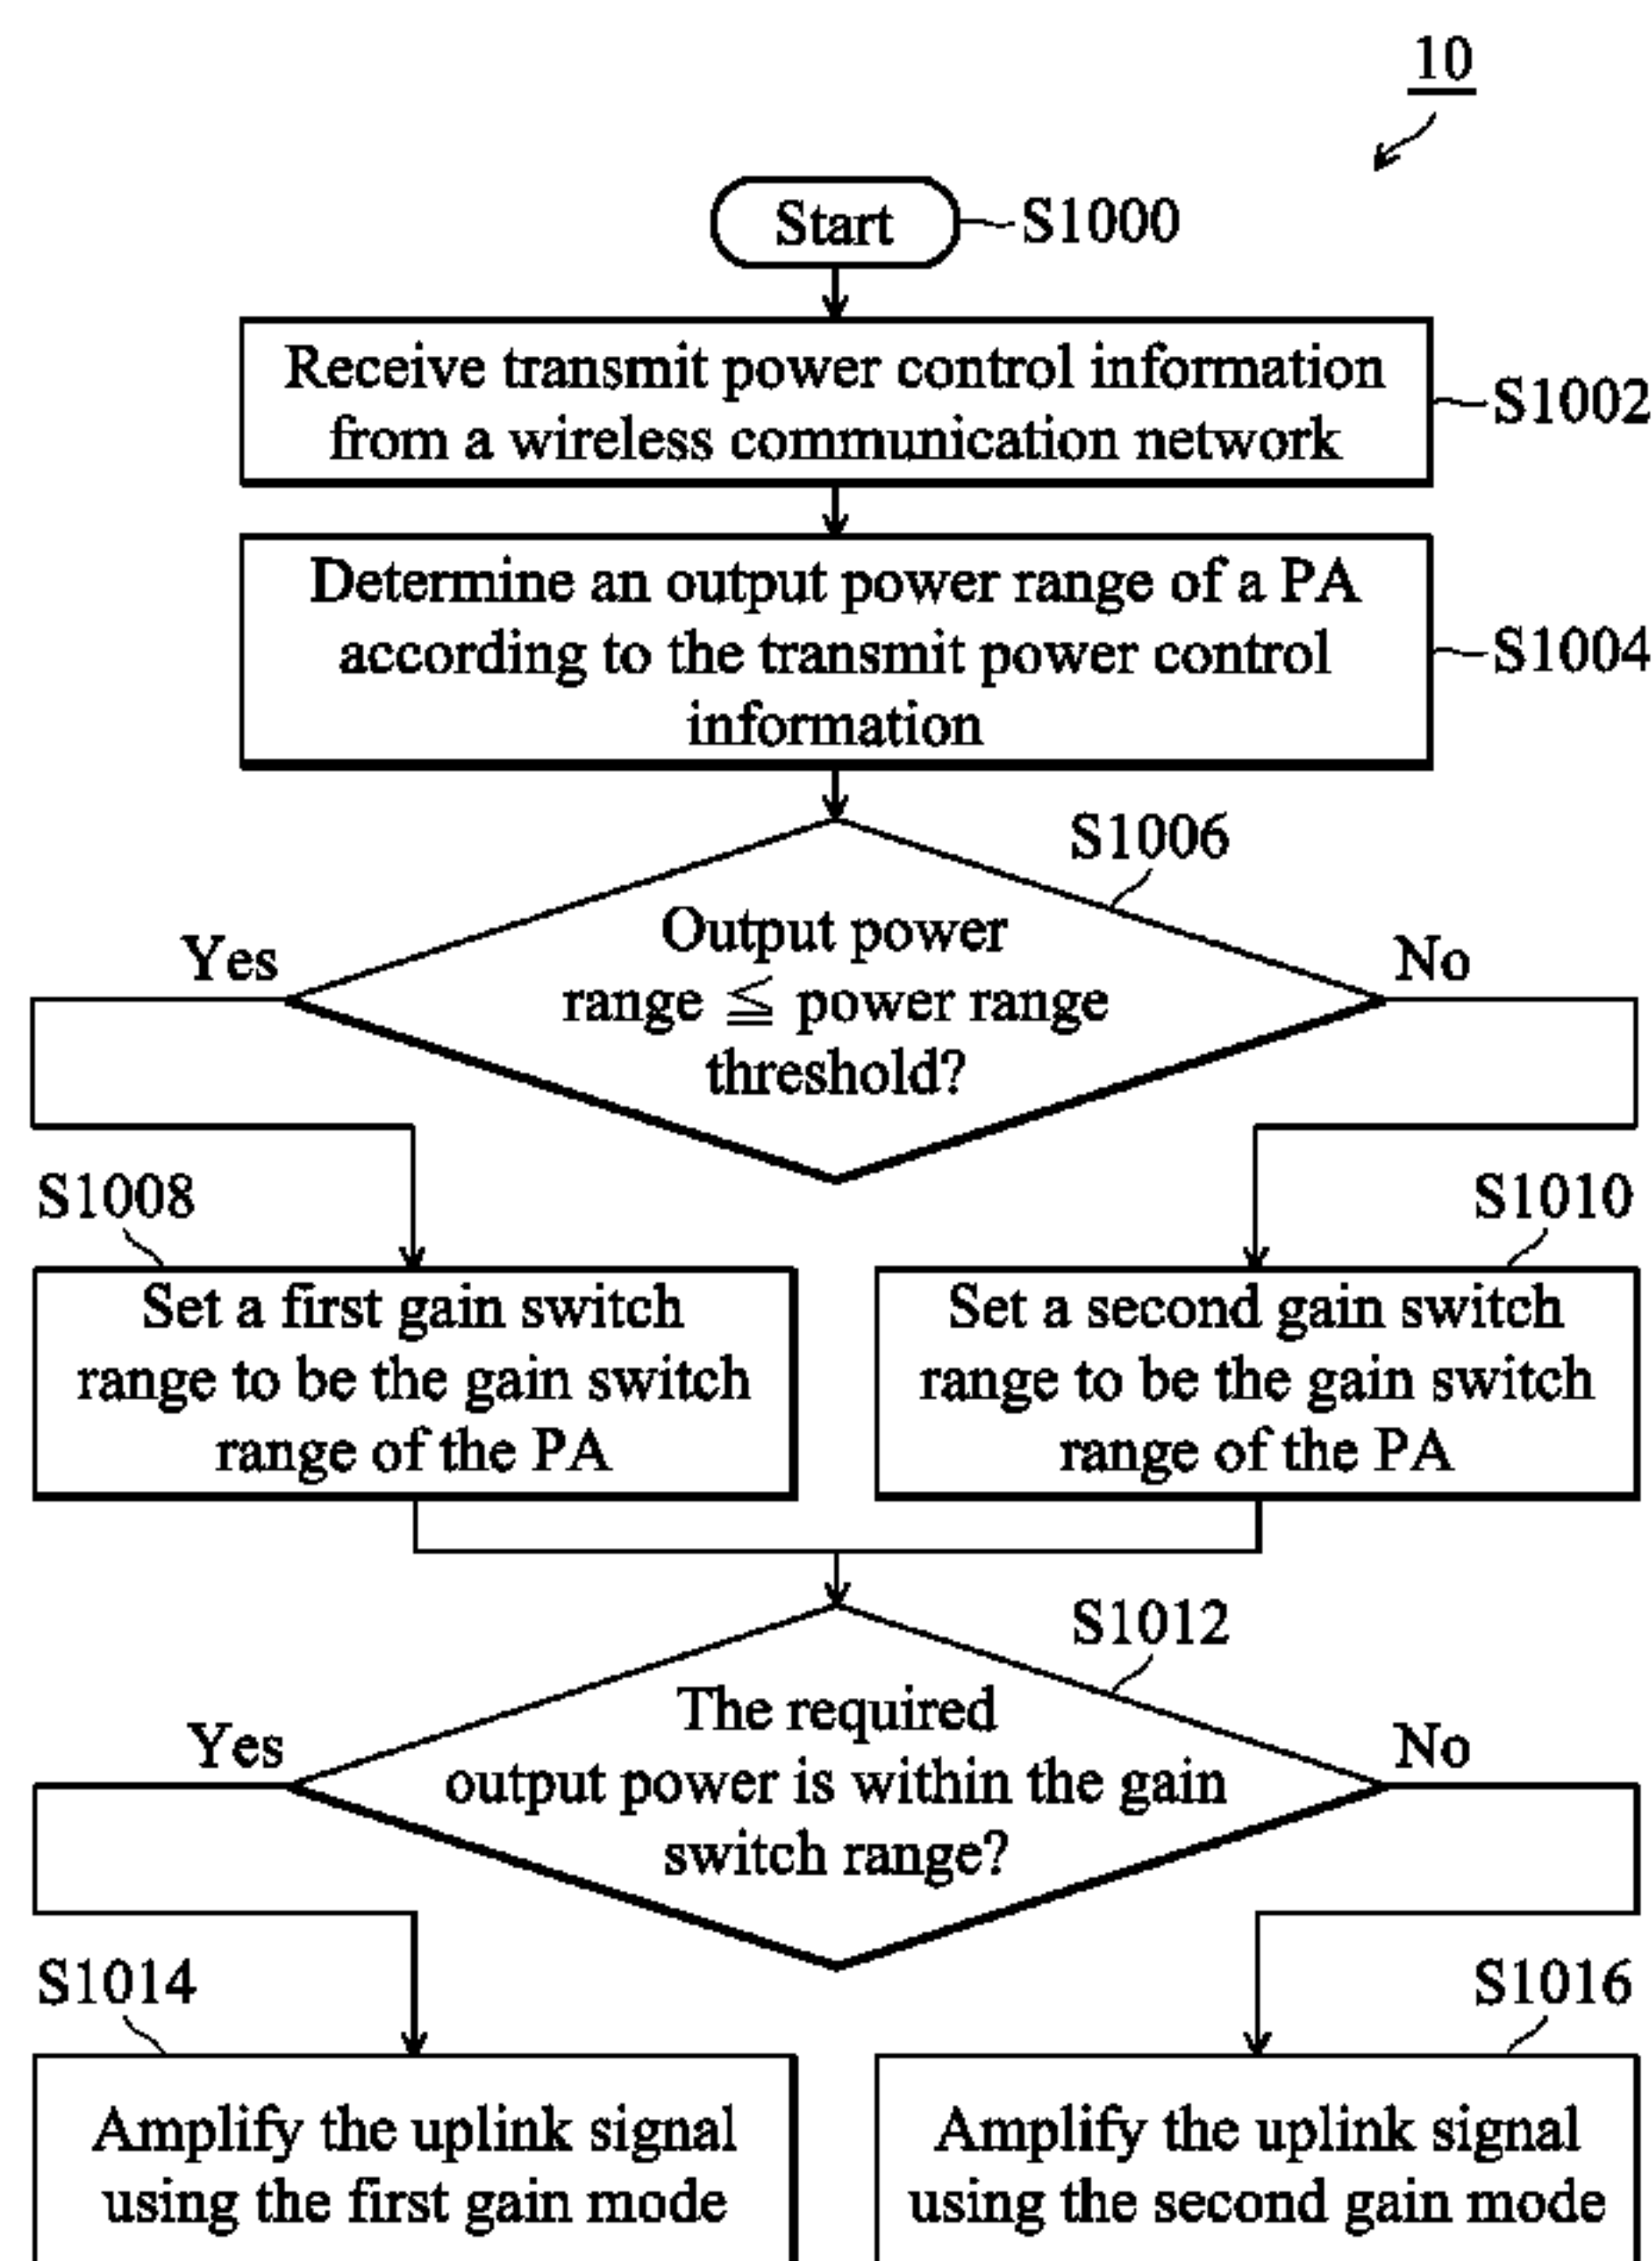 10
Start
S1000
Receive transmit power control information
from a wireless communication network
S1002
Determine an output power range of a PA
according to the transmit power control
information
S1004
S1006
Output power
range ≦ power range
threshold?
Yes
No
S1008
Set a first gain switch
range to be the gain switch
range of the PA
S1010
Set a second gain switch
range to be the gain switch
range of the PA
S1012
The required
output power is within the gain
switch range?
Yes
No
S1014
Amplify the uplink signal
using the first gain mode
S1016
Amplify the uplink signal
using the second gain mode